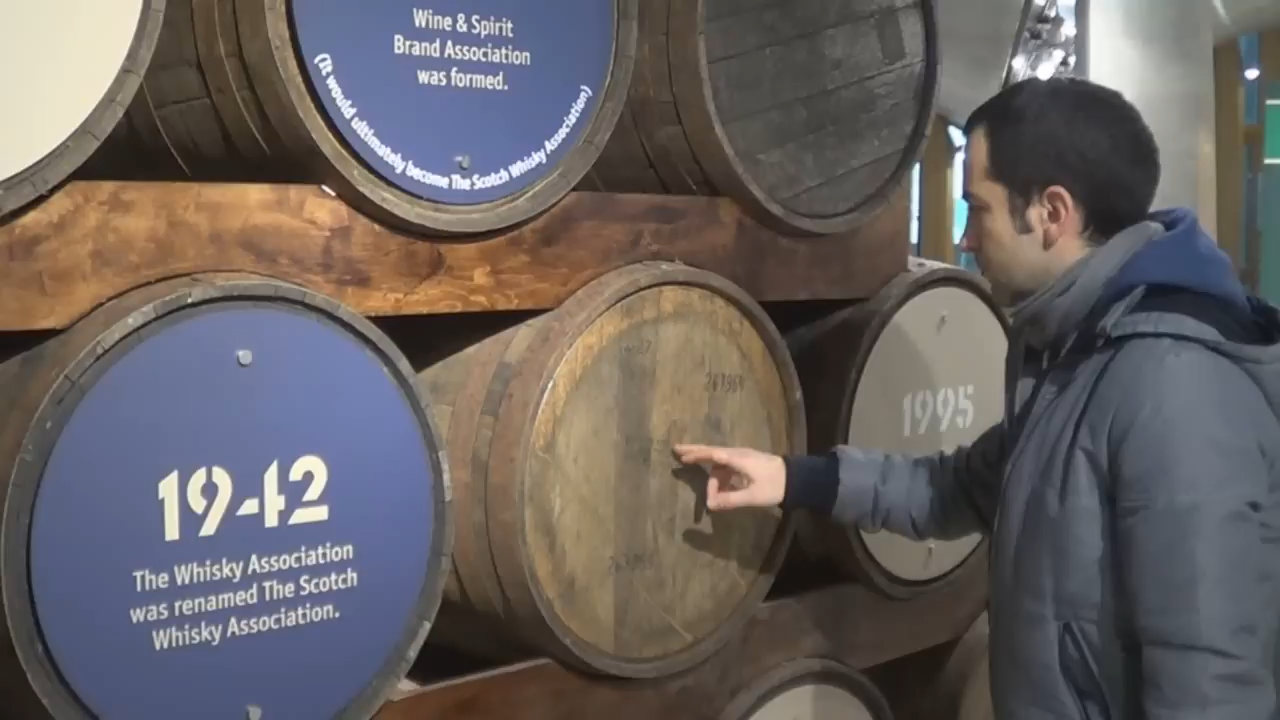 Wine & Spirit
Brand Association
was formed.
(It would ultimately become The Scotch Whisky Association)
1995
1942
The Whisky Association
was renamed The Scotch
Whisky Association.